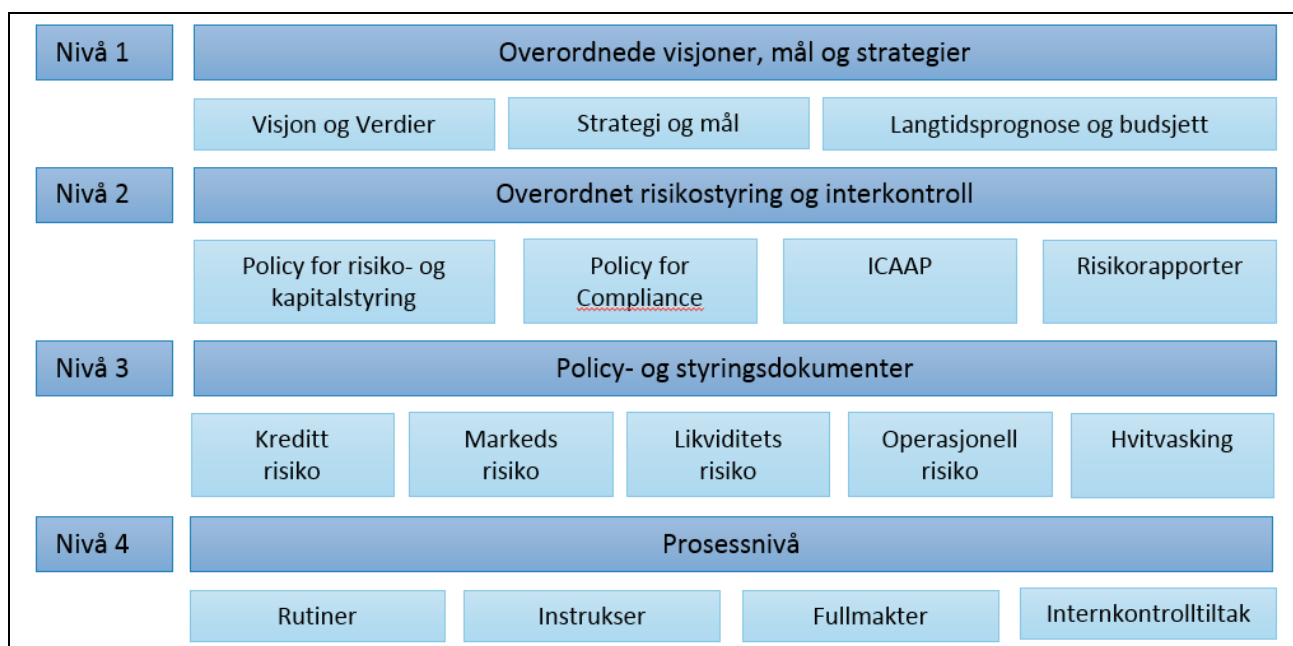 Nivå 1
Overordnede visjoner, mål og strategier
Visjon og Verdier
Strategi og mål
Langtidsprognose og budsjett
Nivå 2
Overordnet risikostyring og interkontroll
Policy for risiko- og
kapitalstyring
Policy for
Compliance
ICAAP
Risikorapporter
Nivå 3
Policy- og styringsdokumenter
Kreditt
risiko
Markeds
risiko
Likviditets
risiko
Operasjonell
risiko
Hvitvasking
Nivå 4
Prosessnivå
Rutiner
Instrukser
Fullmakter
Internkontrolltiltak